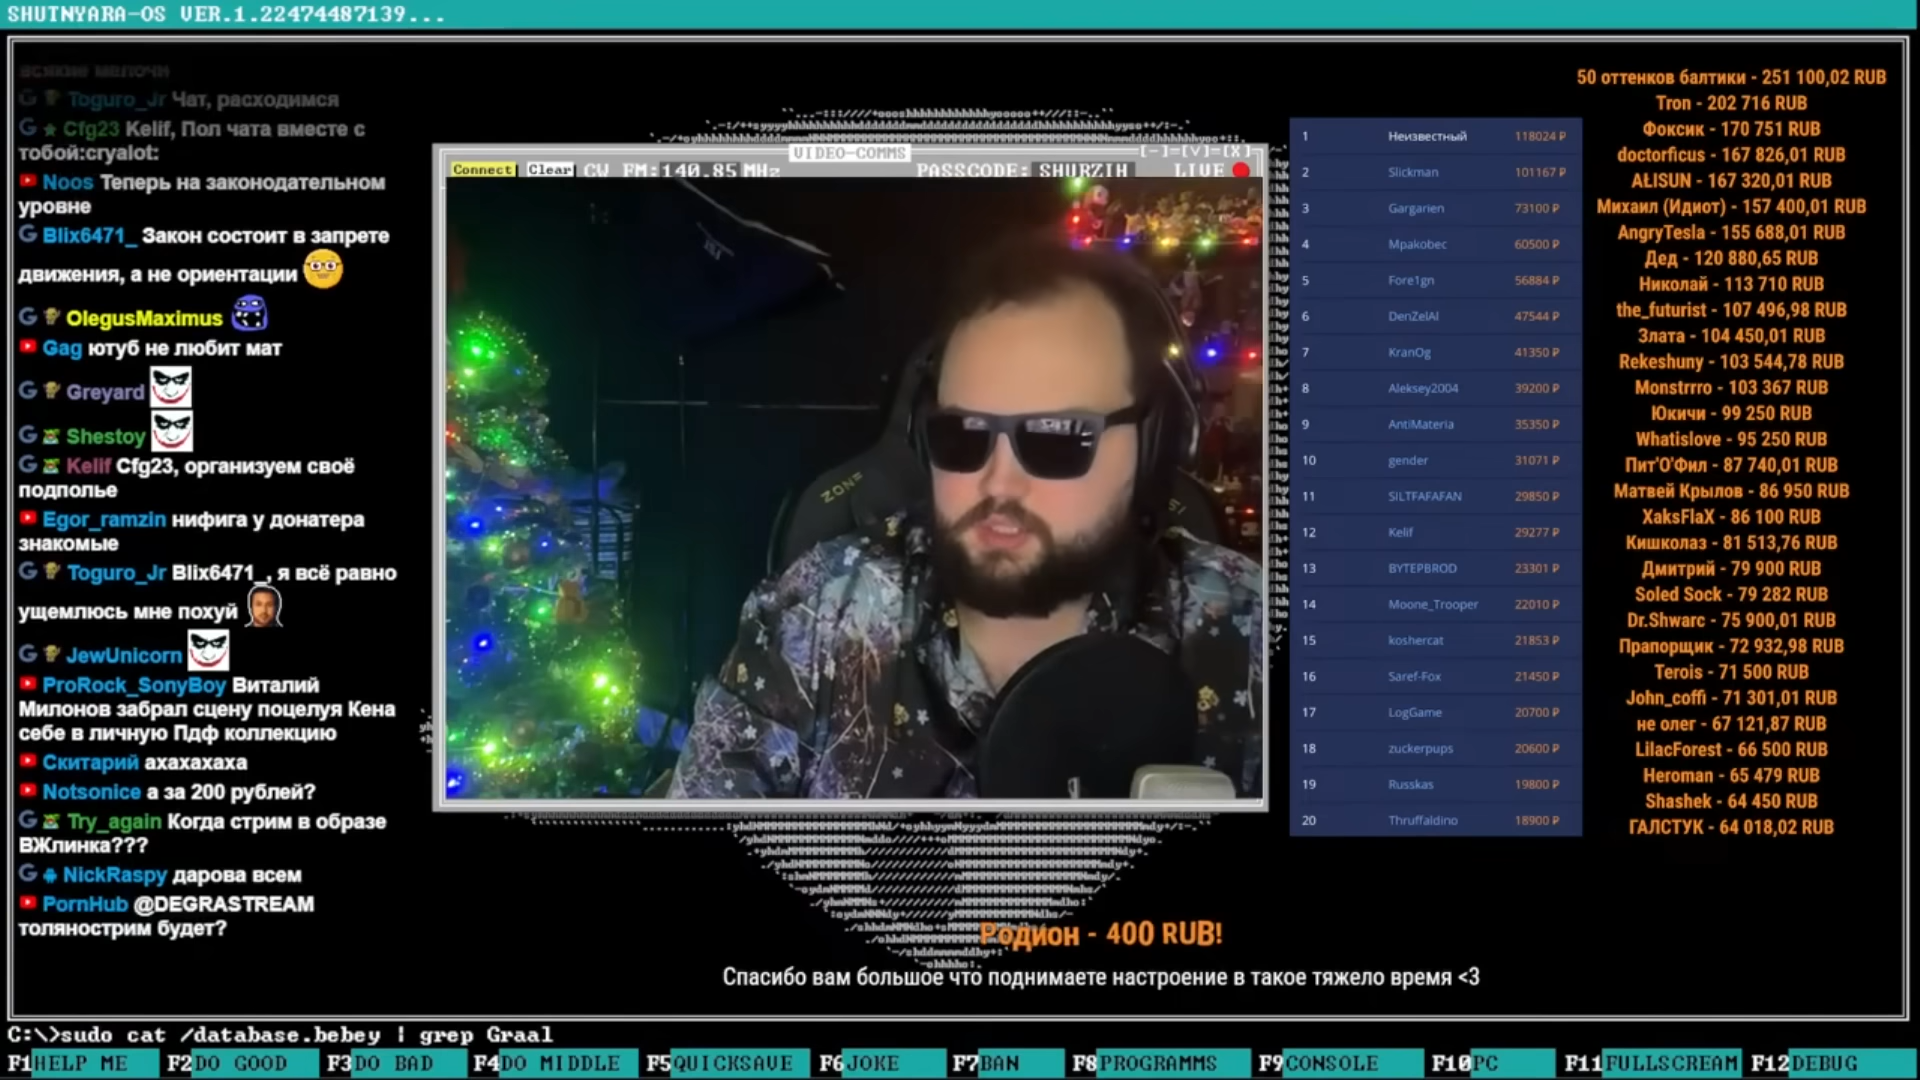 SHUTNYARA-OS VER.1.22474487139...
всякие мелочи
Toguro_Jr Чат, расходимся
Cfg23 Kelif, Пол чата вместе с
тобой:cryalot:
Noos Теперь на законодательном
уровне
Blix6471_ Закон состоит в запрете
движения, а не ориентации
OlegusMaximus
Gag ютуб не любит мат
Greyard
Shestoy
Kelif Cfg23, организуем своё
подполье
Egor_ramzin нифига у донатера
знакомые
Toguro_Jr Blix6471_, я всё равно
ущемлюсь мне похуй
JewUnicorn
ProRock_SonyBoy Виталий
Милонов забрал сцену поцелуя Кена
себе в личную Пдф коллекцию
Скитарий ахахахаха
Notsonice а за 200 рублей?
Try_again Когда стрим в образе
ВЖлинка???
NickRaspy дарова всем
PornHub @DEGRASTREAM
толянострим будет?
VIDEO-COMMS [-]=[V]=[X]
Connect Clear CW FM:140.85 MHz PASSCODE: SHURZIH LIVE
ZONE
51
1 Неизвестный 118024 ₽
2 Slickman 101167 ₽
3 Gargarien 73100 ₽
4 Mpakobec 60500 ₽
5 Fore1gn 56884 ₽
6 DenZelAl 47544 ₽
7 KranOg 41350 ₽
8 Aleksey2004 39200 ₽
9 AntiMateria 35350 ₽
10 gender 31071 ₽
11 SILTFAFAFAN 29850 ₽
12 Kelif 29277 ₽
13 BYTEPBROD 23301 ₽
14 Moone_Trooper 22010 ₽
15 koshercat 21853 ₽
16 Saref-Fox 21450 ₽
17 LogGame 20700 ₽
18 zuckerpups 20600 ₽
19 Russkas 19800 ₽
20 Thruffaldino 18900 ₽
50 оттенков балтики - 251 100,02 RUB
Tron - 202 716 RUB
Фоксик - 170 751 RUB
doctorficus - 167 826,01 RUB
AŁISUN - 167 320,01 RUB
Михаил (Идиот) - 157 400,01 RUB
AngryTesla - 155 688,01 RUB
Дед - 120 880,65 RUB
Николай - 113 710 RUB
the_futurist - 107 496,98 RUB
Злата - 104 450,01 RUB
Rekeshuny - 103 544,78 RUB
Monstrrro - 103 367 RUB
Юкичи - 99 250 RUB
Whatislove - 95 250 RUB
Пит'О'Фил - 87 740,01 RUB
Матвей Крылов - 86 950 RUB
XaksFlaX - 86 100 RUB
Кишколаз - 81 513,76 RUB
Дмитрий - 79 900 RUB
Soled Sock - 79 282 RUB
Dr.Shwarc - 75 900,01 RUB
Прапорщик - 72 932,98 RUB
Terois - 71 500 RUB
John_coffi - 71 301,01 RUB
не олег - 67 121,87 RUB
LilacForest - 66 500 RUB
Heroman - 65 479 RUB
Shashek - 64 450 RUB
ГАЛСТУК - 64 018,02 RUB
Родион - 400 RUB!
Спасибо вам большое что поднимаете настроение в такое тяжело время <3
C:\>sudo cat /database.bebey | grep Graal
F1HELP ME F2DO GOOD F3DO BAD F4DO MIDDLE F5QUICKSAVE F6JOKE F7BAN F8PROGRAMMS F9CONSOLE F10PC F11FULLSCREAM F12DEBUG